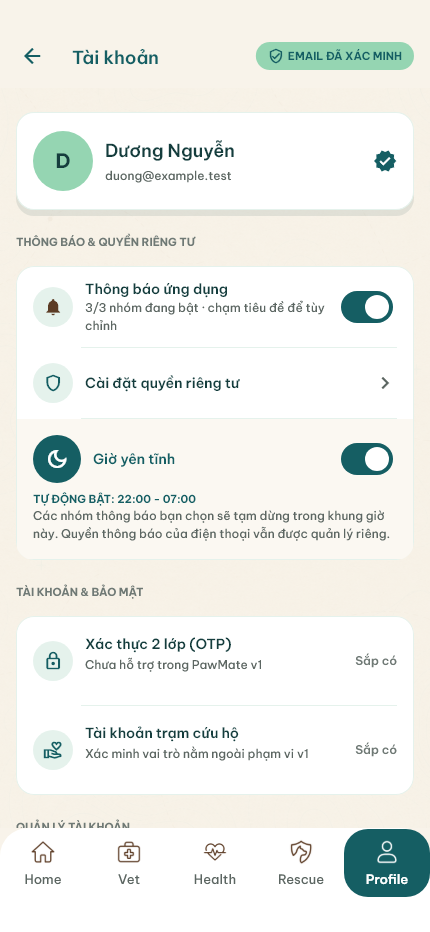 Tài khoản
EMAIL ĐÃ XÁC MINH
D
Dương Nguyễn
duong@example.test
THÔNG BÁO & QUYỀN RIÊNG TƯ
Thông báo ứng dụng
3/3 nhóm đang bật · chạm tiêu đề để tùy
chỉnh
Cài đặt quyền riêng tư
Giờ yên tĩnh
TỰ ĐỘNG BẬT: 22:00 - 07:00
Các nhóm thông báo bạn chọn sẽ tạm dừng trong khung giờ
này. Quyền thông báo của điện thoại vẫn được quản lý riêng.
TÀI KHOẢN & BẢO MẬT
Xác thực 2 lớp (OTP)
Chưa hỗ trợ trong PawMate v1
Sắp có
Tài khoản trạm cứu hộ
Xác minh vai trò nằm ngoài phạm vi v1
Sắp có
QUẢN LÝ TÀI KHOẢN
Home
Vet
Health
Rescue
Profile